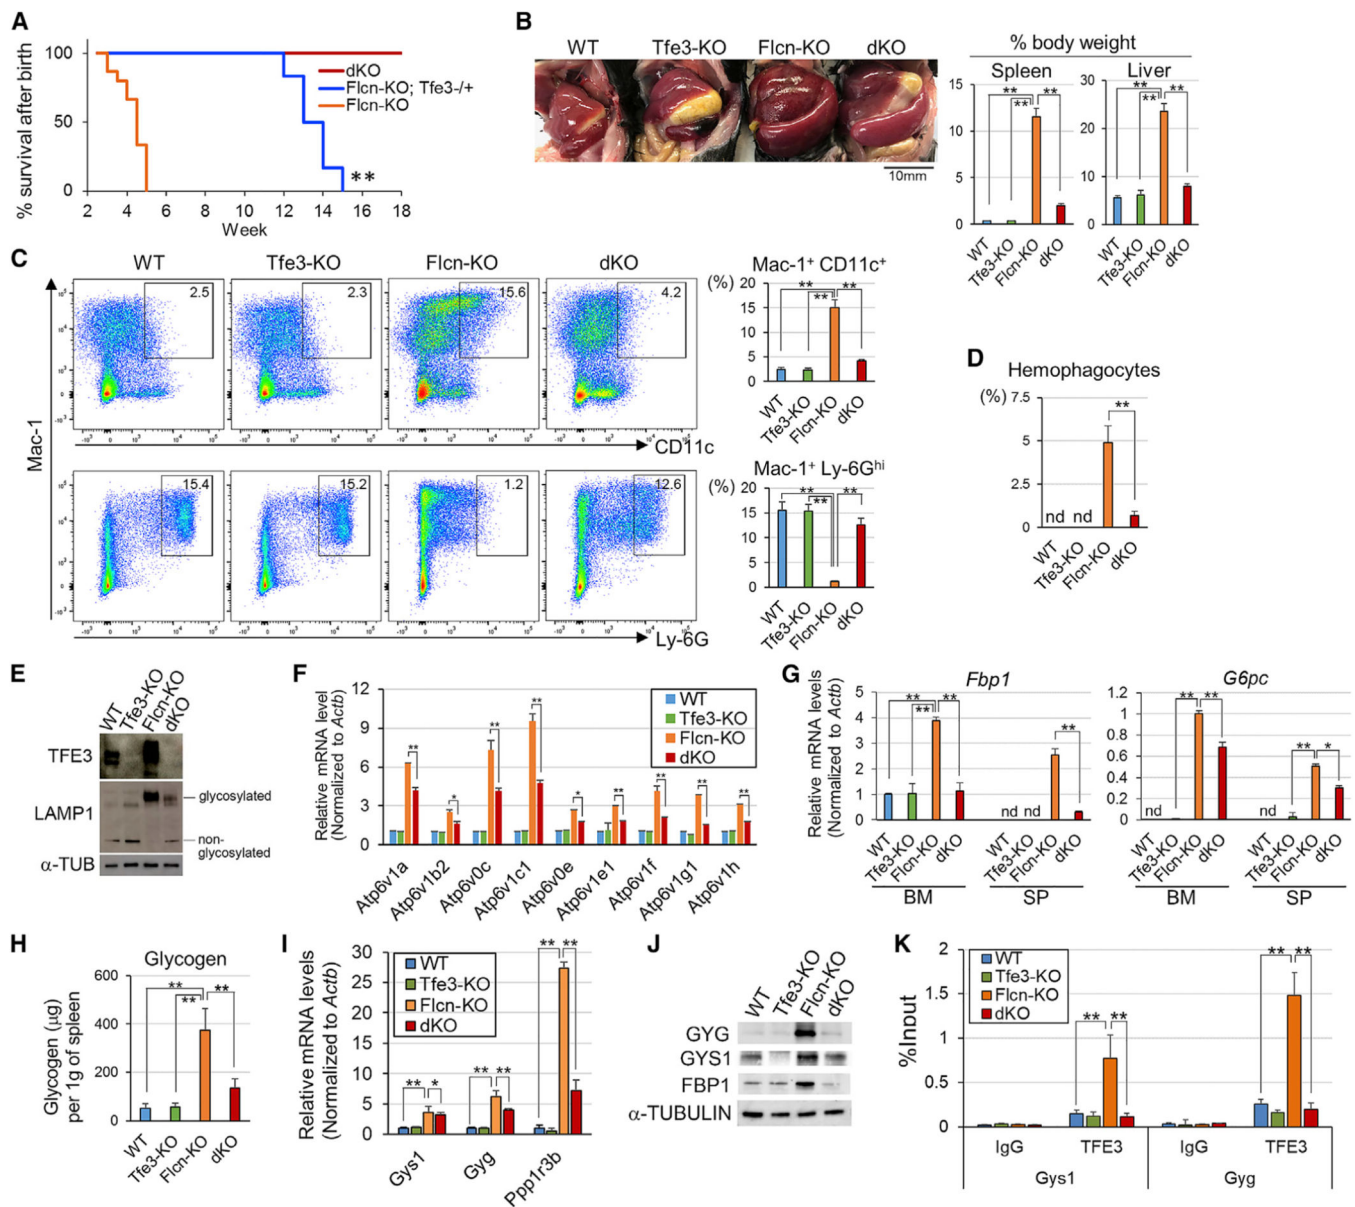 A
% survival after birth
100
50
0
2 4 6 8 10 12 14 16 18
Week
dKO
Flcn-KO; Tfe3-/+
Flcn-KO
**
B
WT Tfe3-KO Flcn-KO dKO
10mm
% body weight
Spleen Liver
15
10
5
0
** ** **
WT Tfe3-KO Flcn-KO dKO
30
20
10
0
** ** **
WT Tfe3-KO Flcn-KO dKO
C
WT Tfe3-KO Flcn-KO dKO
2.5 2.3 15.6 4.2
Mac-1
CD11c
15.4 15.2 1.2 12.6
Ly-6G
Mac-1+ CD11c+
(%)
20
15
10
5
0
** ** **
WT Tfe3-KO Flcn-KO dKO
Mac-1+ Ly-6Ghi
(%)
20
15
10
5
0
** ** **
WT Tfe3-KO Flcn-KO dKO
D
Hemophagocytes
(%)
7.5
5
2.5
0
nd nd
**
WT Tfe3-KO Flcn-KO dKO
E
WT Tfe3-KO Flcn-KO dKO
TFE3
LAMP1
glycosylated
non-
glycosylated
α-TUB
F
Relative mRNA level
(Normalized to Actb)
12
9
6
3
0
WT
Tfe3-KO
Flcn-KO
dKO
** * ** ** * ** ** ** **
Atp6v1a Atp6v1b2 Atp6v0c Atp6v1c1 Atp6v0e Atp6v1e1 Atp6v1f Atp6v1g1 Atp6v1h
G
Relative mRNA levels
(Normalized to Actb)
Fbp1
5
4
3
2
1
0
** ** ** **
nd nd
WT Tfe3-KO Flcn-KO dKO WT Tfe3-KO Flcn-KO dKO
BM SP
G6pc
1.2
1
0.8
0.6
0.4
0.2
0
** ** ** *
nd nd
WT Tfe3-KO Flcn-KO dKO WT Tfe3-KO Flcn-KO dKO
BM SP
H
Glycogen
Glycogen (μg)
per 1g of spleen
600
400
200
0
** ** **
WT Tfe3-KO Flcn-KO dKO
I
Relative mRNA levels
(Normalized to Actb)
30
25
20
15
10
5
0
WT
Tfe3-KO
Flcn-KO
dKO
** * ** ** ** **
Gys1 Gyg Ppp1r3b
J
WT Tfe3-KO Flcn-KO dKO
GYG
GYS1
FBP1
α-TUBULIN
K
%Input
2
1.5
1
0.5
0
WT
Tfe3-KO
Flcn-KO
dKO
** ** ** **
IgG TFE3 IgG TFE3
Gys1 Gyg